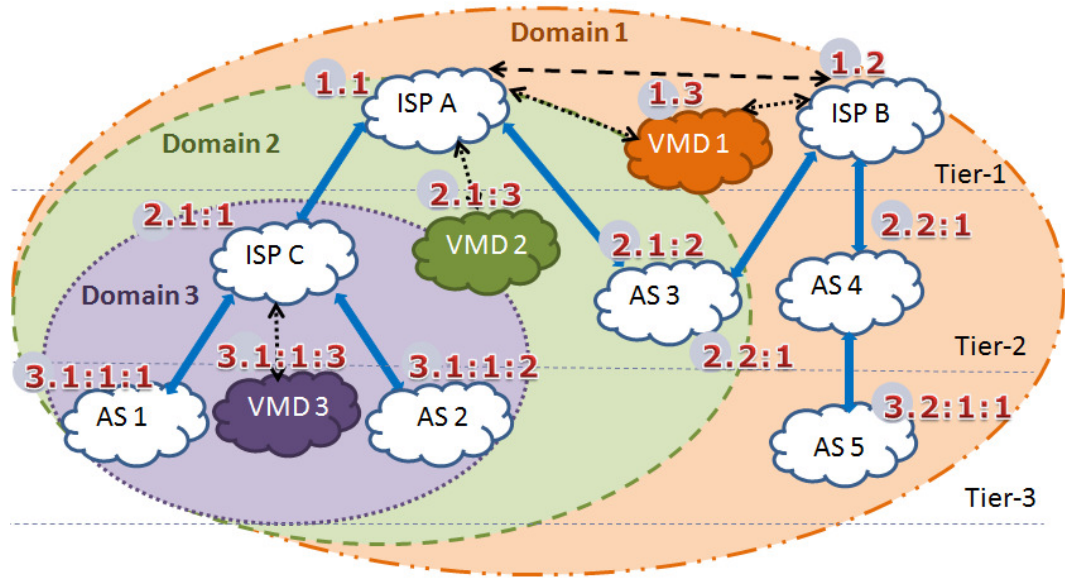 Domain 1
1.1
1.2
ISP A
1.3
ISP B
VMD 1
Domain 2
Tier-1
2.1:1
2.1:3
2.1:2
2.2:1
ISP C
VMD 2
AS 3
AS 4
Domain 3
Tier-2
3.1:1:1
3.1:1:3
3.1:1:2
2.2:1
3.2:1:1
AS 1
VMD 3
AS 2
AS 5
Tier-3